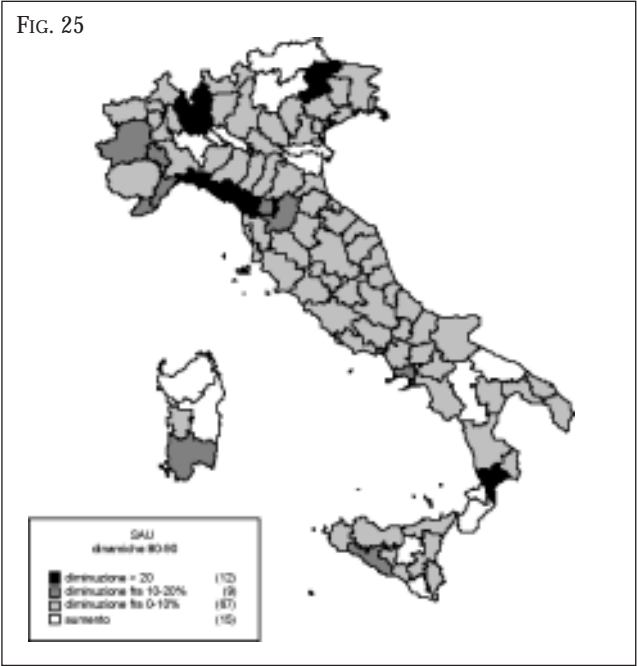 FIG. 25
SAU
dinamiche 80-90
diminuzione > 20 (12)
diminuzione fra 10-20% (9)
diminuzione fra 0-10% (67)
aumento (15)